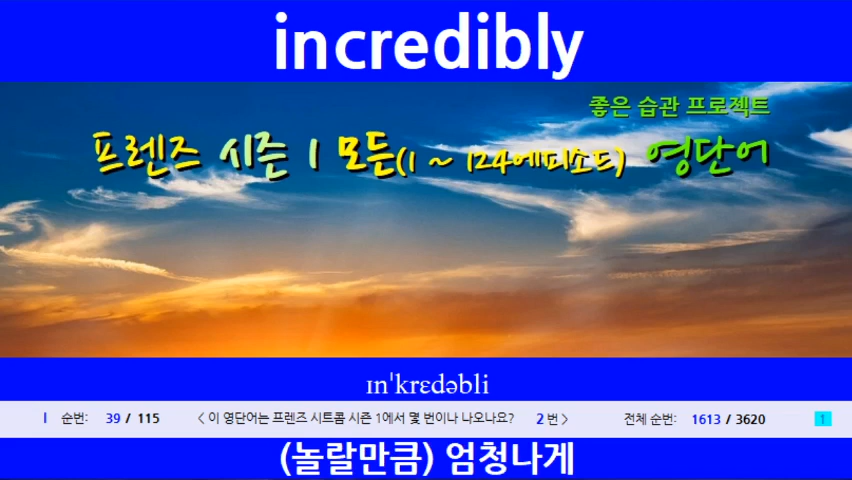 incredibly
좋은 습관 프로젝트
프렌즈 시즌 1 모든(1 ~ 124에피소드) 영단어
ɪnˈkrɛdəbli
I 순번: 39 / 115 < 이 영단어는 프렌즈 시트콤 시즌 1에서 몇 번이나 나오나요? 2 번 > 전체 순번: 1613 / 3620 1
(놀랄만큼) 엄청나게